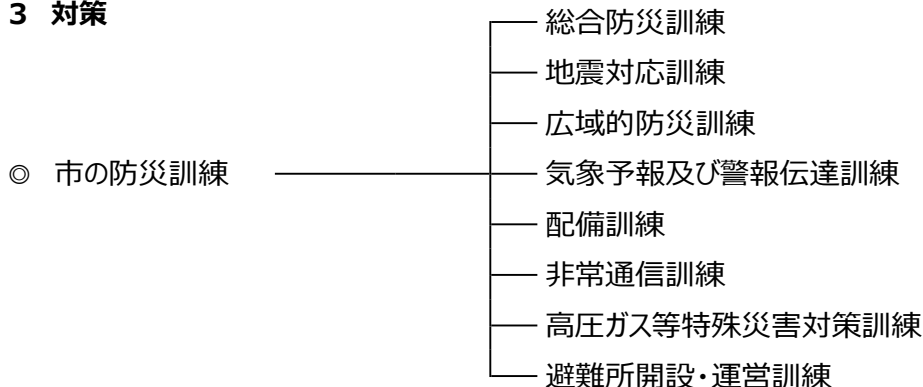 3 対策
総合防災訓練
地震対応訓練
広域的防災訓練
◎ 市の防災訓練
気象予報及び警報伝達訓練
配備訓練
非常通信訓練
高圧ガス等特殊災害対策訓練
避難所開設・運営訓練